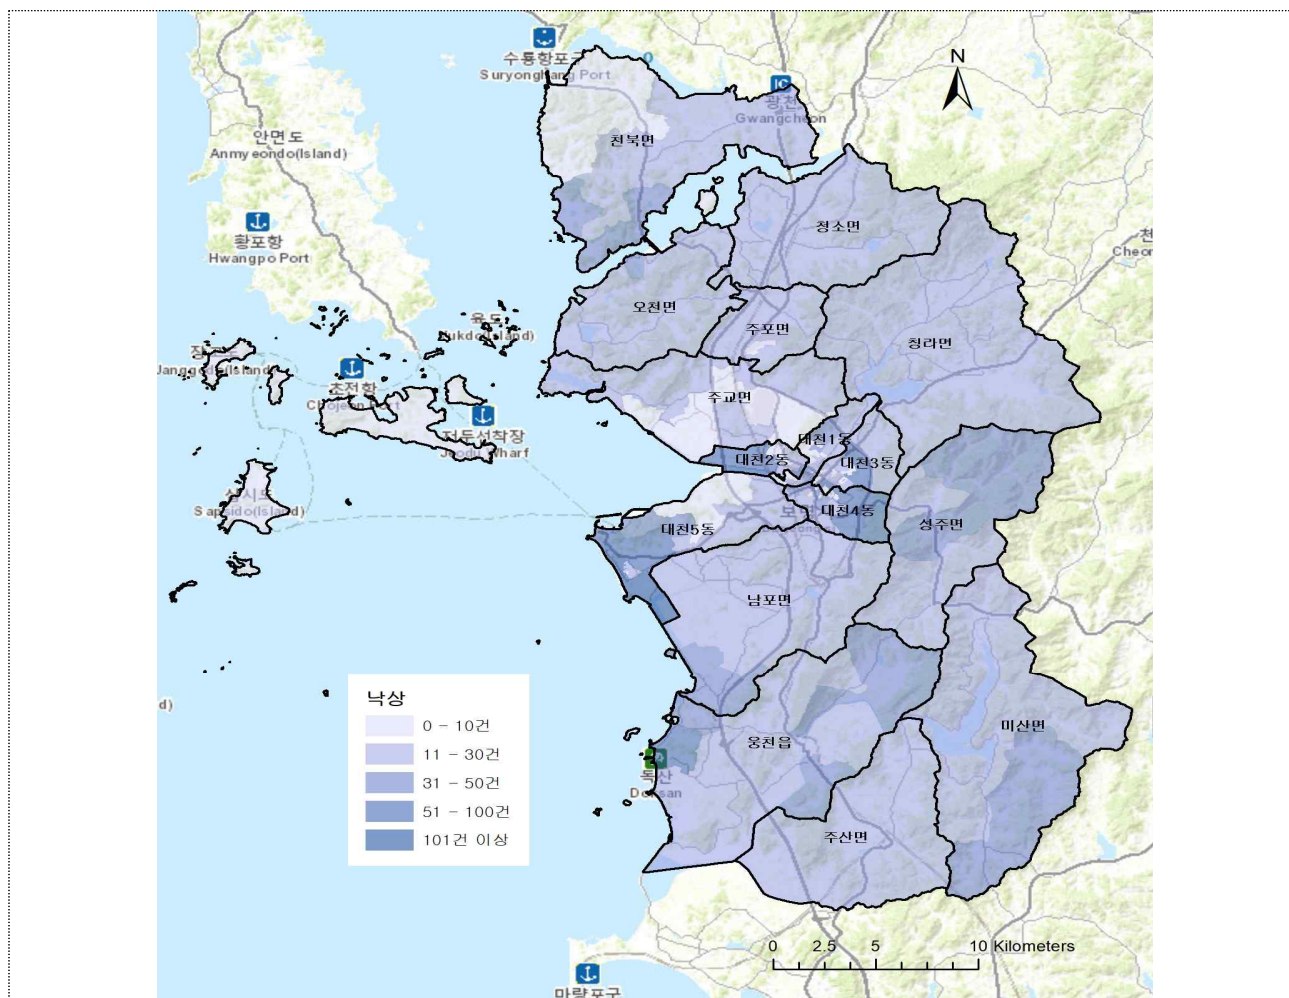 수룡항포구
Suryonghang Port
N
IC
광천
Gwangcheon
안면도
Anmyeondo(Island)
천북면
황포항
Hwangpo Port
청소면
천
Cheon
오천면
육도
Yukdo(Island)
주포면
청라면
Janggodo(Island)
초전항
Chojeon Port
주교면
저두선착장
Jeodu Wharf
대천1동
대천2동
대천3동
Sapsido(Island)
대천4동
대천5동
성주면
남포면
d)
낙상
0 - 10건
11 - 30건
31 - 50건
51 - 100건
101건 이상
웅천읍
미산면
독산
Doksan
주산면
0 2.5 5 10 Kilometers
마량포구